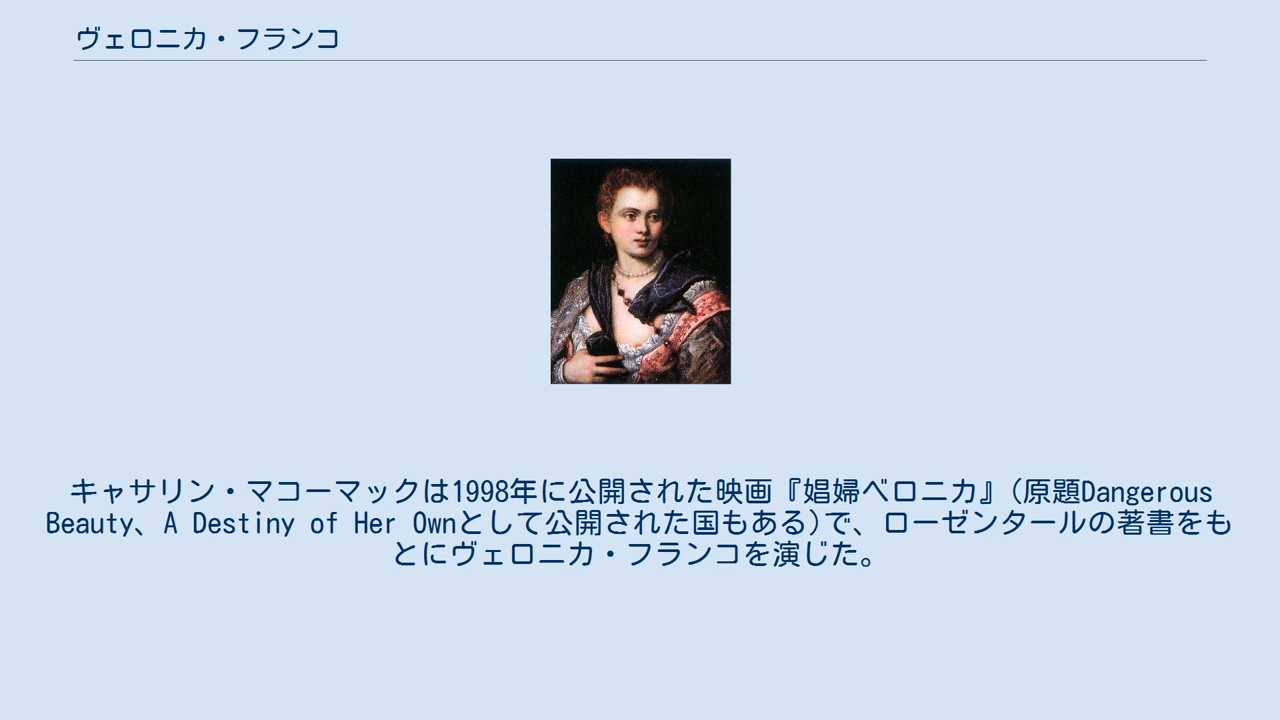 ヴェロニカ・フランコ
キャサリン・マコーマックは1998年に公開された映画『娼婦ベロニカ』(原題Dangerous
Beauty、A Destiny of Her Ownとして公開された国もある)で、ローゼンタールの著書をも
とにヴェロニカ・フランコを演じた。